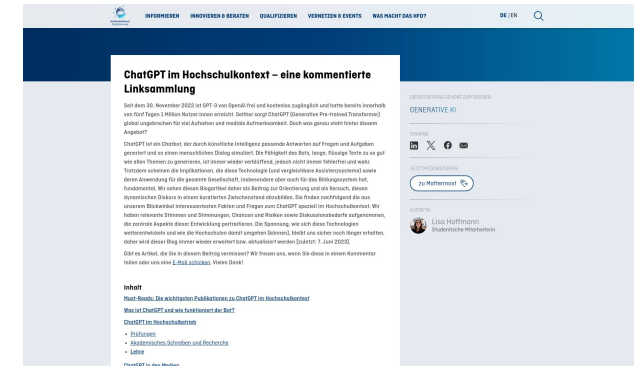 INFORMIEREN INNOVIEREN & BERATEN QUALIFIZIEREN VERNETZEN & EVENTS WAS MACHT DAS HFD? DE | EN
ChatGPT im Hochschulkontext – eine kommentierte
Linksammlung
Seit dem 30. November 2022 ist GPT-3 von OpenAI frei und kostenlos zugänglich und hatte bereits innerhalb
von fünf Tagen 1 Million Nutzer:innen erreicht. Seither sorgt ChatGPT (Generative Pre-trained Transformer)
global ungebrochen für viel Aufsehen und mediale Aufmerksamkeit. Doch was genau steht hinter diesem
Angebot?
ChatGPT ist ein Chatbot, der durch künstliche Intelligenz passende Antworten auf Fragen und Aufgaben
generiert und so einen menschlichen Dialog simuliert. Die Fähigkeit des Bots, lange, flüssige Texte zu so gut
wie allen Themen zu generieren, ist immer wieder verblüffend, jedoch nicht immer fehlerfrei und wahr.
Trotzdem scheinen die Implikationen, die diese Technologie (und vergleichbare Assistenzsysteme) sowie
deren Anwendung für die gesamte Gesellschaft, insbesondere aber auch für das Bildungssystem hat,
fundamental. Wir sehen diesen Blogartikel daher als Beitrag zur Orientierung und als Versuch, diesen
dynamischen Diskurs in einem kuratierten Zwischenstand abzubilden. Sie finden nachfolgend die aus
unserem Blickwinkel interessantesten Fakten und Fragen zum ChatGPT speziell im Hochschulkontext. Wir
haben relevante Stimmen und Stimmungen, Chancen und Risiken sowie Diskussionsbedarfe aufgenommen,
die zentrale Aspekte dieser Entwicklung porträtieren. Die Spannung, wie sich diese Technologien
weiterentwickeln und wie die Hochschulen damit umgehen (können), bleibt uns sicher noch länger erhalten,
daher wird dieser Blog immer wieder erweitert bzw. aktualisiert werden [zuletzt: 7. Juni 2023].
Gibt es Artikel, die Sie in diesem Beitrag vermissen? Wir freuen uns, wenn Sie diese in einem Kommentar
teilen oder uns eine E-Mail schicken. Vielen Dank!
Inhalt
Must-Reads: Die wichtigsten Publikationen zu ChatGPT im Hochschulkontext
Was ist ChatGPT und wie funktioniert der Bot?
ChatGPT im Hochschulbetrieb
Prüfungen
Akademisches Schreiben und Recherche
Lehre
ChatGPT in den Medien
DIESER BEITRAG GEHÖRT ZUM DOSSIER:
GENERATIVE KI
SHARING
JETZT MITDISKUTIEREN
zu Mattermost
AUTOR*IN
Lisa Hoffmann
Studentische Mitarbeiterin